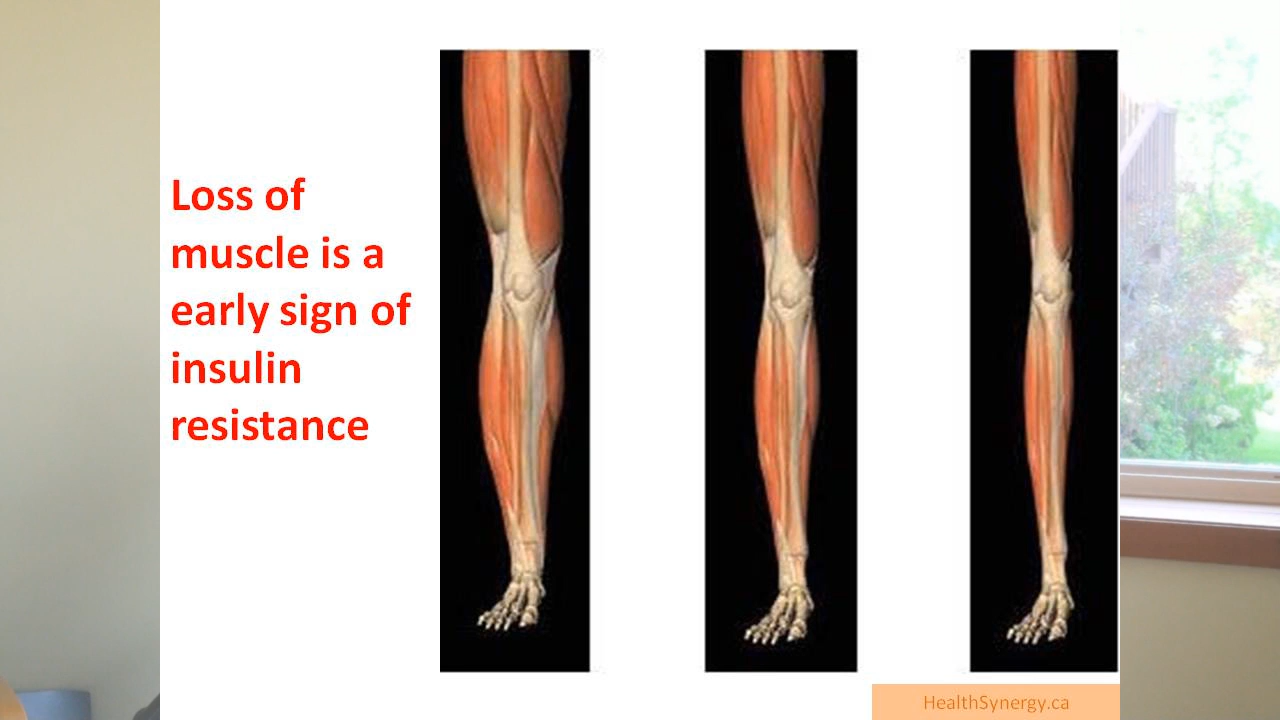 Loss of
muscle is a
early sign of
insulin
resistance
HealthSynergy.ca